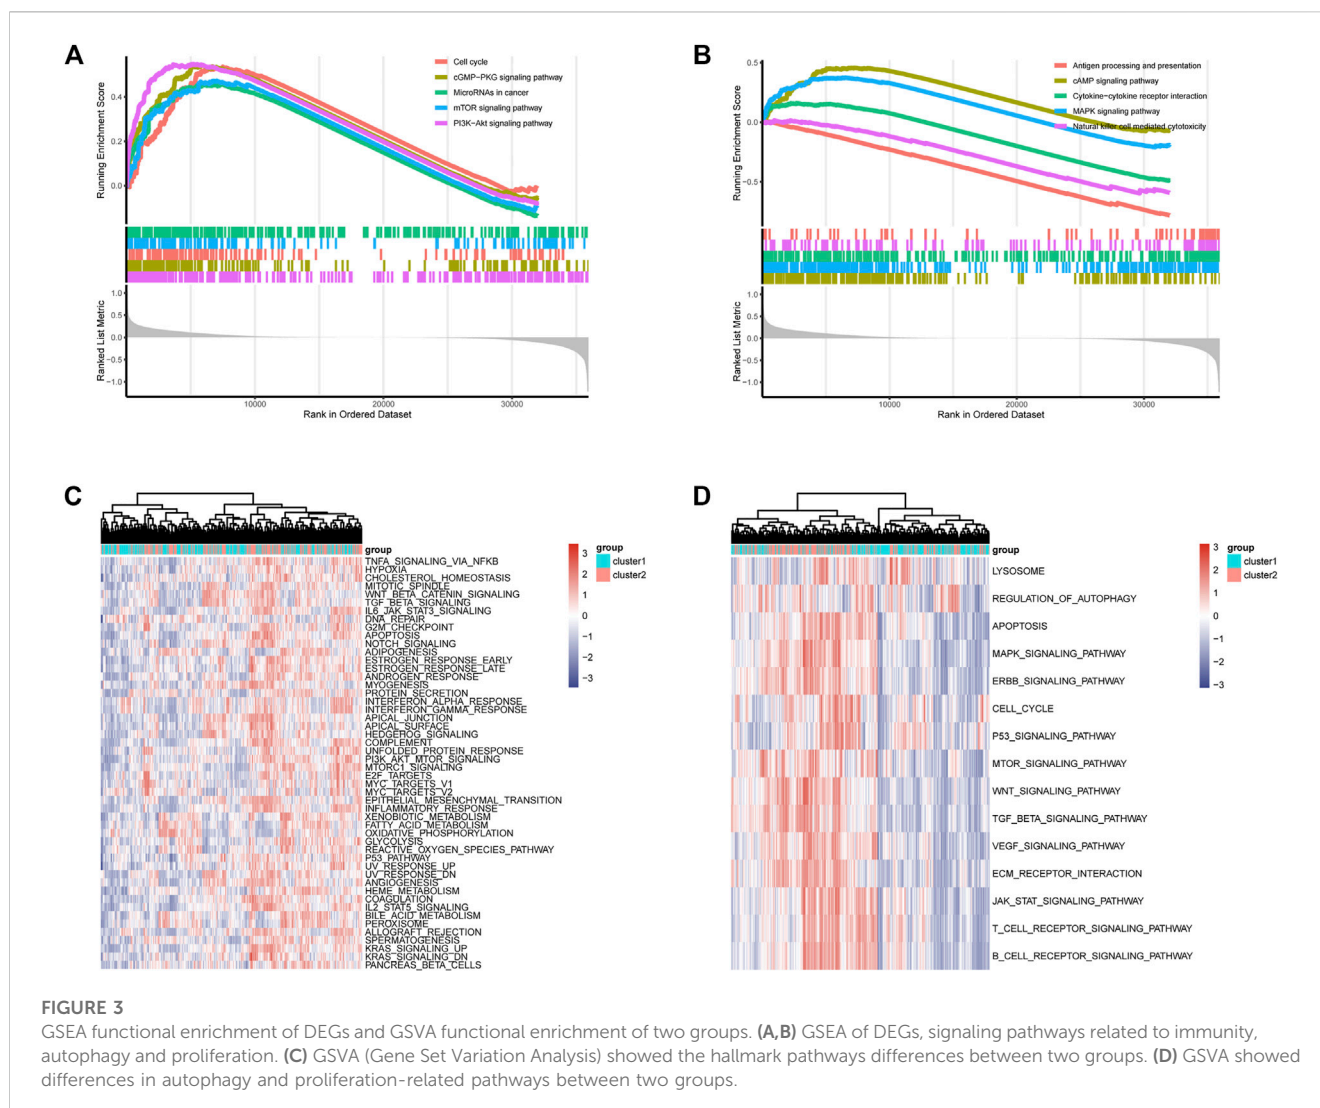 A
Cell cycle
cGMP−PKG signaling pathway
MicroRNAs in cancer
mTOR signaling pathway
PI3K−Akt signaling pathway
Running Enrichment Score
0.4
0.2
0.0
Ranked List Metric
1.0
0.5
0.0
−0.5
−1.0
10000
20000
30000
Rank in Ordered Dataset
B
Antigen processing and presentation
cAMP signaling pathway
Cytokine−cytokine receptor interaction
MAPK signaling pathway
Natural killer cell mediated cytotoxicity
Running Enrichment Score
0.5
0.0
−0.5
Ranked List Metric
1.0
0.5
0.0
−0.5
−1.0
10000
20000
30000
Rank in Ordered Dataset
C
group
TNFA_SIGNALING_VIA_NFKB
HYPOXIA
CHOLESTEROL_HOMEOSTASIS
MITOTIC_SPINDLE
WNT_BETA_CATENIN_SIGNALING
TGF_BETA_SIGNALING
IL6_JAK_STAT3_SIGNALING
DNA_REPAIR
G2M_CHECKPOINT
APOPTOSIS
NOTCH_SIGNALING
ADIPOGENESIS
ESTROGEN_RESPONSE_EARLY
ESTROGEN_RESPONSE_LATE
ANDROGEN_RESPONSE
MYOGENESIS
PROTEIN_SECRETION
INTERFERON_ALPHA_RESPONSE
INTERFERON_GAMMA_RESPONSE
APICAL_JUNCTION
APICAL_SURFACE
HEDGEHOG_SIGNALING
COMPLEMENT
UNFOLDED_PROTEIN_RESPONSE
PI3K_AKT_MTOR_SIGNALING
MTORC1_SIGNALING
E2F_TARGETS
MYC_TARGETS_V1
MYC_TARGETS_V2
EPITHELIAL_MESENCHYMAL_TRANSITION
INFLAMMATORY_RESPONSE
XENOBIOTIC_METABOLISM
FATTY_ACID_METABOLISM
OXIDATIVE_PHOSPHORYLATION
GLYCOLYSIS
REACTIVE_OXYGEN_SPECIES_PATHWAY
P53_PATHWAY
UV_RESPONSE_UP
UV_RESPONSE_DN
ANGIOGENESIS
HEME_METABOLISM
COAGULATION
IL2_STAT5_SIGNALING
BILE_ACID_METABOLISM
PEROXISOME
ALLOGRAFT_REJECTION
SPERMATOGENESIS
KRAS_SIGNALING_UP
KRAS_SIGNALING_DN
PANCREAS_BETA_CELLS
3
2
1
0
−1
−2
−3
group
cluster1
cluster2
D
group
LYSOSOME
REGULATION_OF_AUTOPHAGY
APOPTOSIS
MAPK_SIGNALING_PATHWAY
ERBB_SIGNALING_PATHWAY
CELL_CYCLE
P53_SIGNALING_PATHWAY
MTOR_SIGNALING_PATHWAY
WNT_SIGNALING_PATHWAY
TGF_BETA_SIGNALING_PATHWAY
VEGF_SIGNALING_PATHWAY
ECM_RECEPTOR_INTERACTION
JAK_STAT_SIGNALING_PATHWAY
T_CELL_RECEPTOR_SIGNALING_PATHWAY
B_CELL_RECEPTOR_SIGNALING_PATHWAY
3
2
1
0
−1
−2
−3
group
cluster1
cluster2
FIGURE 3
GSEA functional enrichment of DEGs and GSVA functional enrichment of two groups. (A,B) GSEA of DEGs, signaling pathways related to immunity,
autophagy and proliferation. (C) GSVA (Gene Set Variation Analysis) showed the hallmark pathways differences between two groups. (D) GSVA showed
differences in autophagy and proliferation-related pathways between two groups.